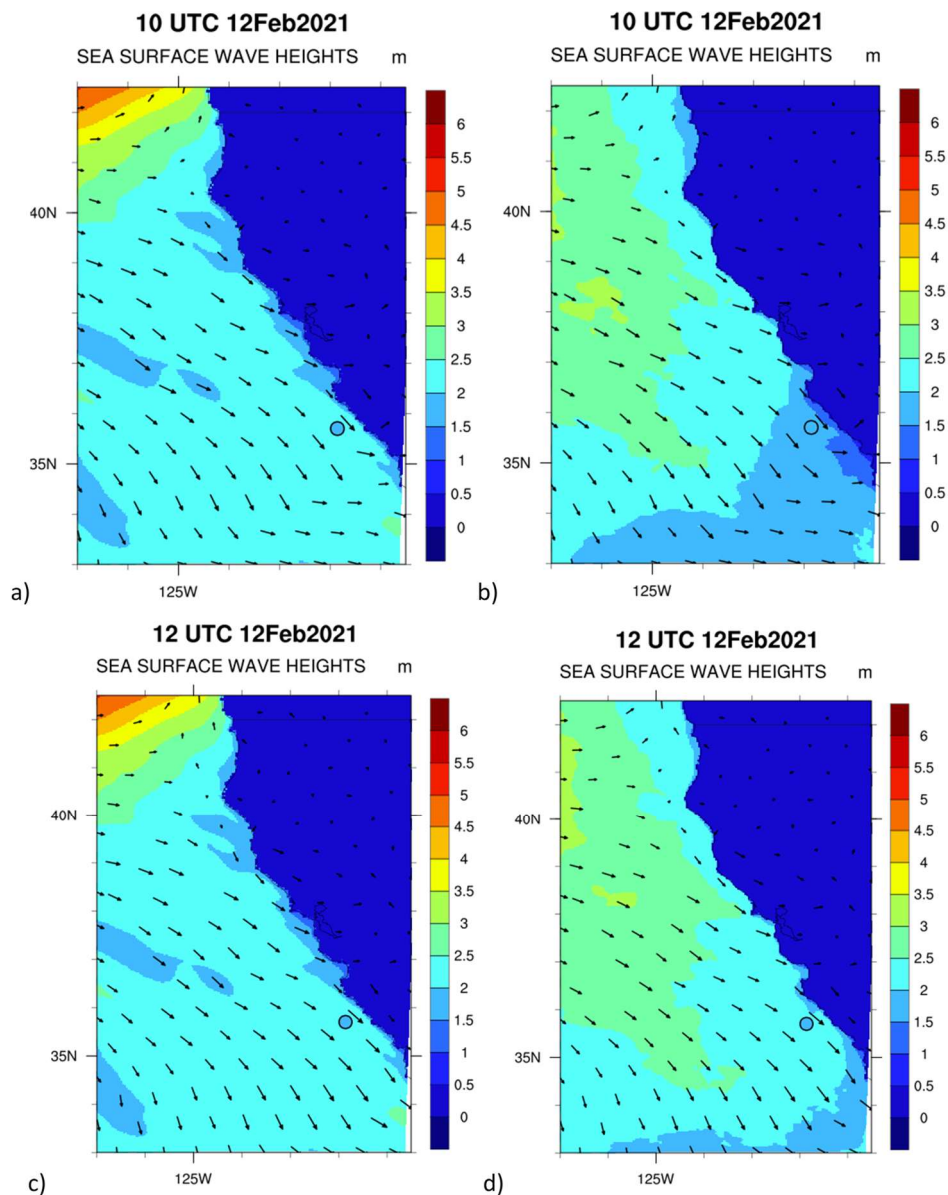 10 UTC 12Feb2021
SEA SURFACE WAVE HEIGHTS m
40N
35N
125W
6
5.5
5
4.5
4
3.5
3
2.5
2
1.5
1
0.5
0
a)
10 UTC 12Feb2021
SEA SURFACE WAVE HEIGHTS m
40N
35N
125W
6
5.5
5
4.5
4
3.5
3
2.5
2
1.5
1
0.5
0
b)
12 UTC 12Feb2021
SEA SURFACE WAVE HEIGHTS m
40N
35N
125W
6
5.5
5
4.5
4
3.5
3
2.5
2
1.5
1
0.5
0
c)
12 UTC 12Feb2021
SEA SURFACE WAVE HEIGHTS m
40N
35N
125W
6
5.5
5
4.5
4
3.5
3
2.5
2
1.5
1
0.5
0
d)